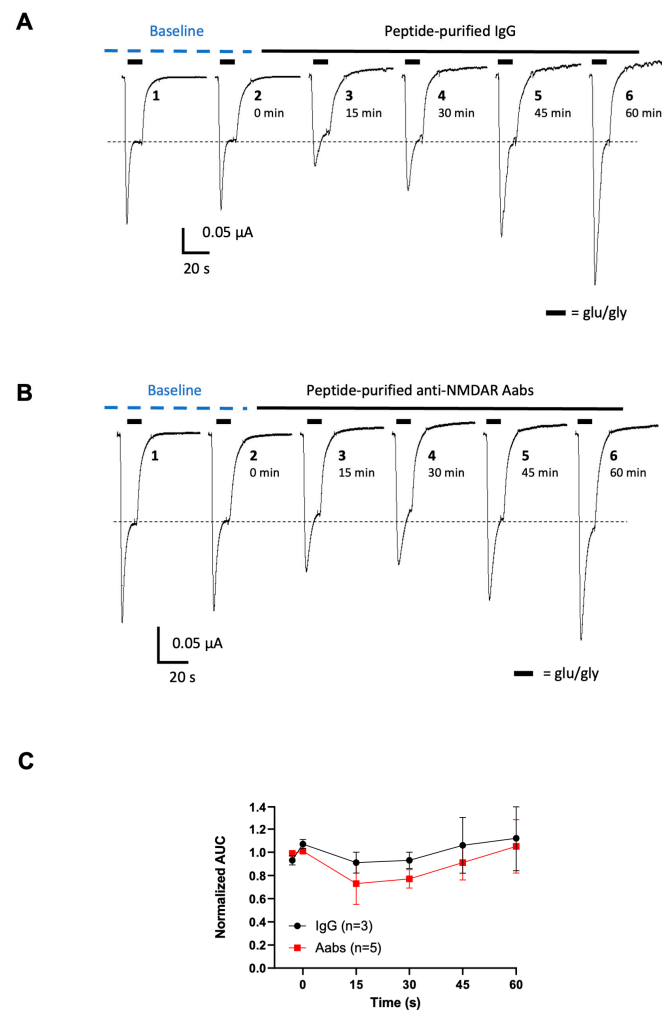 A
Baseline
Peptide-purified IgG
1
2
3
4
5
6
0 min
15 min
30 min
45 min
60 min
0.05 µA
20 s
= glu/gly
B
Baseline
Peptide-purified anti-NMDAR Aabs
1
2
3
4
5
6
0 min
15 min
30 min
45 min
60 min
0.05 µA
20 s
= glu/gly
C
Normalized AUC
1.4
1.2
1.0
0.8
0.6
0.4
0.2
0.0
IgG (n=3)
Aabs (n=5)
0
15
30
45
60
Time (s)